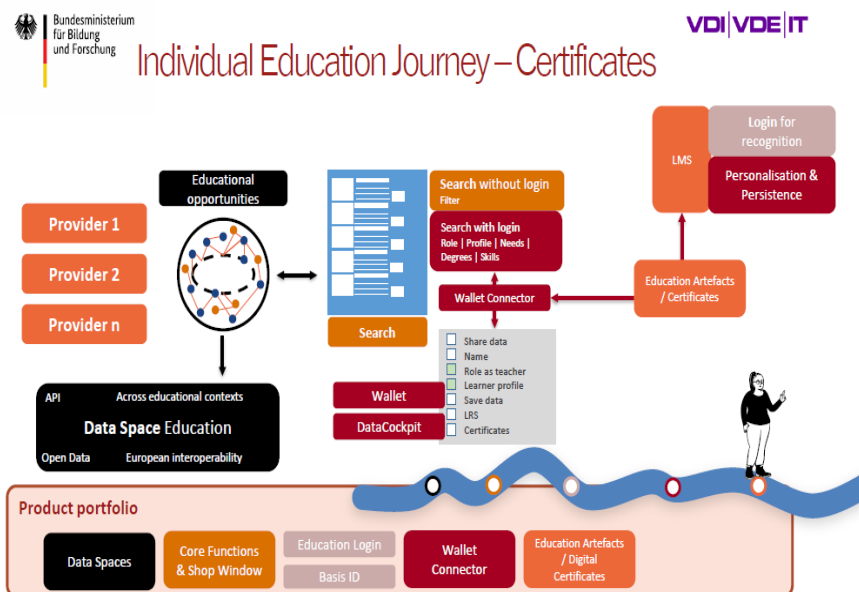 Bundesministerium
für Bildung
und Forschung
VDI|VDE|IT
Individual Education Journey – Certificates
Educational
opportunities
Provider 1
Provider 2
Provider n
Search without login
Filter
Search with login
Role | Profile | Needs |
Degrees | Skills
Search
Wallet Connector
LMS
Login for
recognition
Personalisation &
Persistence
Education Artefacts
/ Certificates
Share data
Name
Role as teacher
Learner profile
Save data
LRS
Certificates
Wallet
DataCockpit
API
Across educational contexts
Data Space Education
Open Data
European interoperability
Product portfolio
Data Spaces
Core Functions
& Shop Window
Education Login
Basis ID
Wallet
Connector
Education Artefacts
/ Digital
Certificates